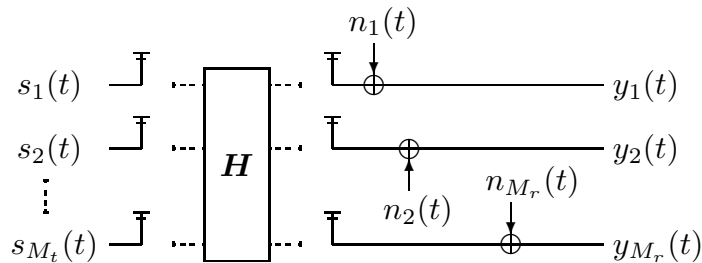 n_1(t)
s_1(t) y_1(t)
s_2(t) H y_2(t)
n_{M_r}(t)
n_2(t)
s_{M_t}(t) y_{M_r}(t)